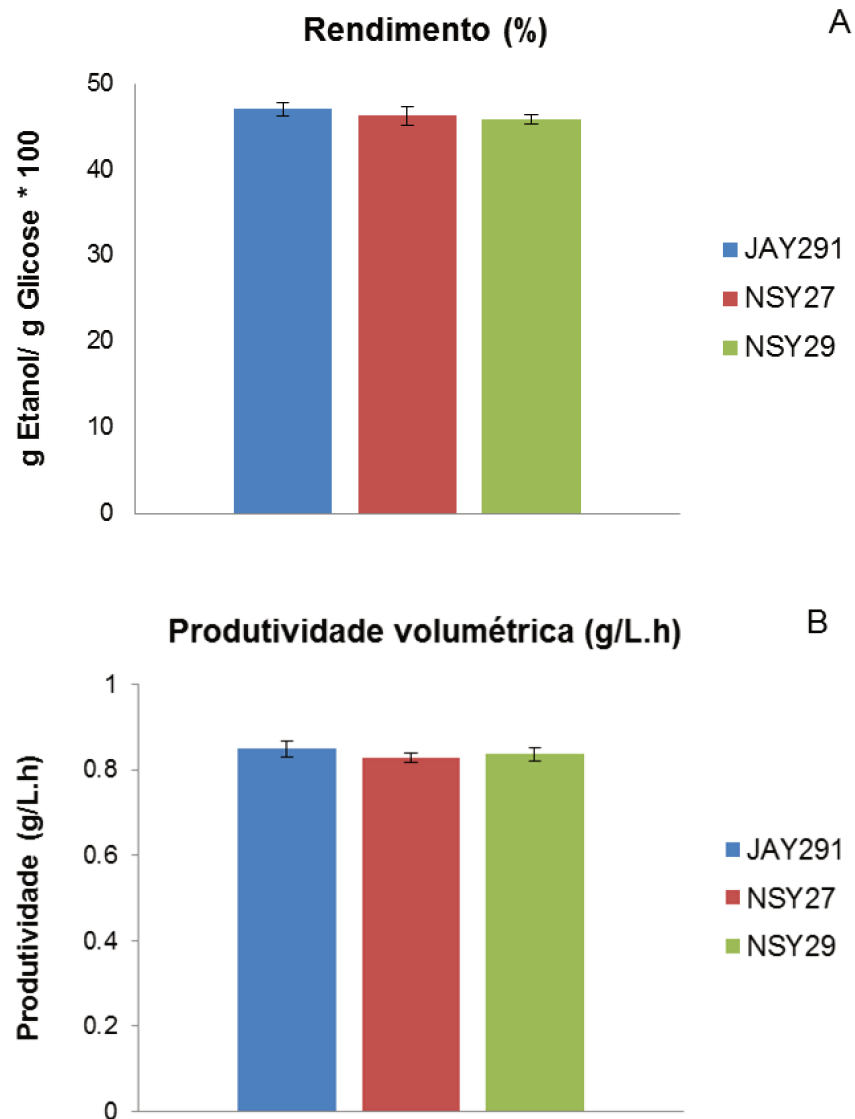 Rendimento (%)
A
g Etanol/ g Glicose * 100
50
40
30
20
10
0
JAY291
NSY27
NSY29
Produtividade volumétrica (g/L.h)
B
Produtividade (g/L.h)
1
0.8
0.6
0.4
0.2
0
JAY291
NSY27
NSY29